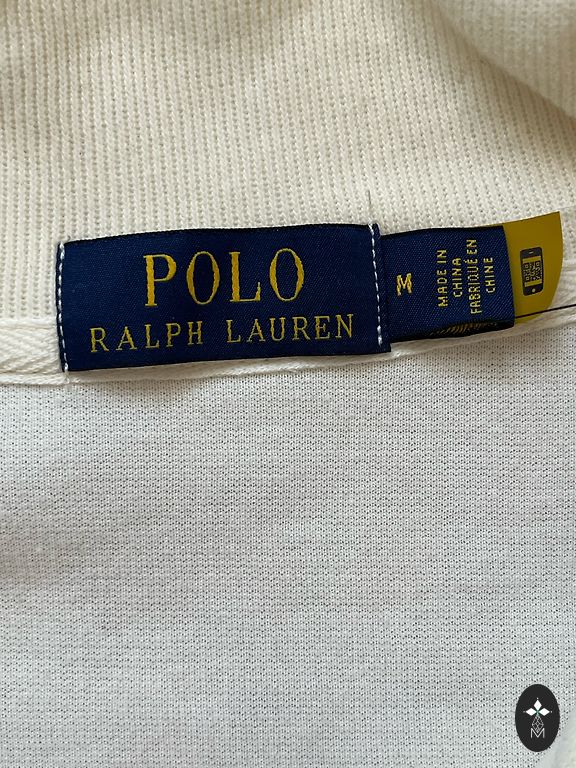 POLO
RALPH LAUREN
M
MADE IN
CHINA
FABRIQUÉ EN
CHINE
M